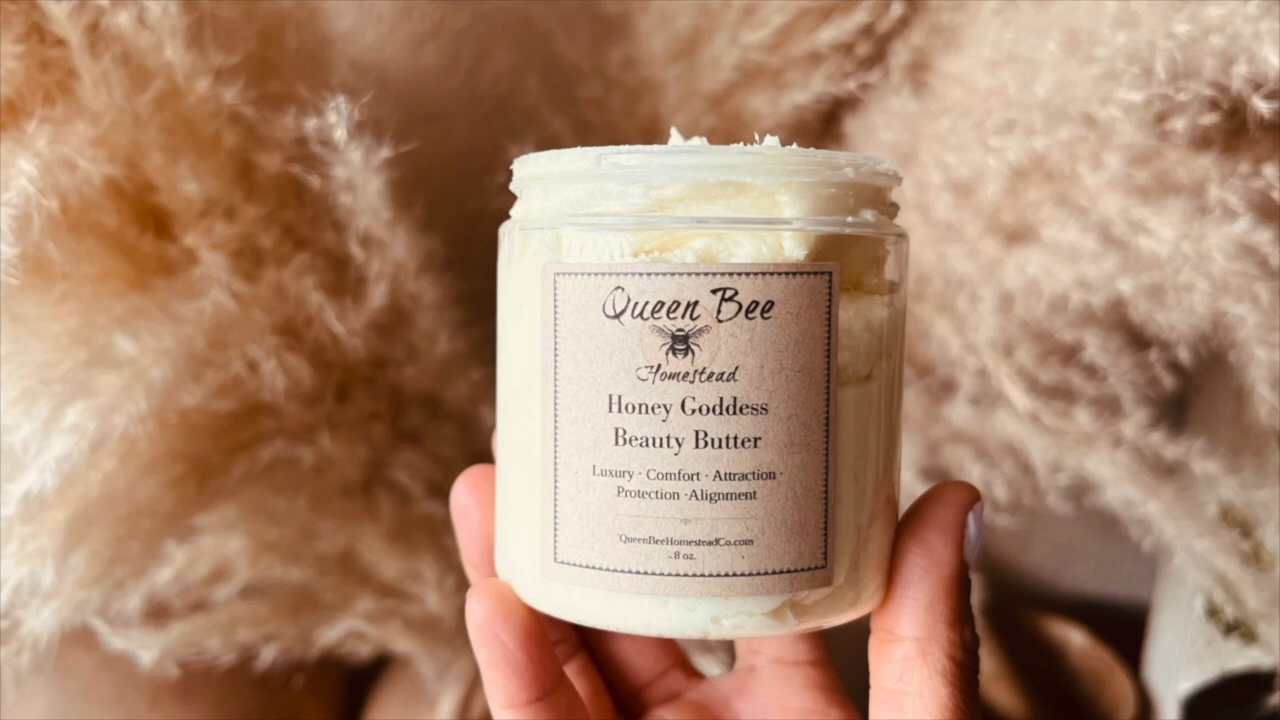 Queen Bee
Homestead
Honey Goddess
Beauty Butter
Luxury · Comfort · Attraction ·
Protection ·Alignment
QueenBeeHomesteadCo.com
8 oz.